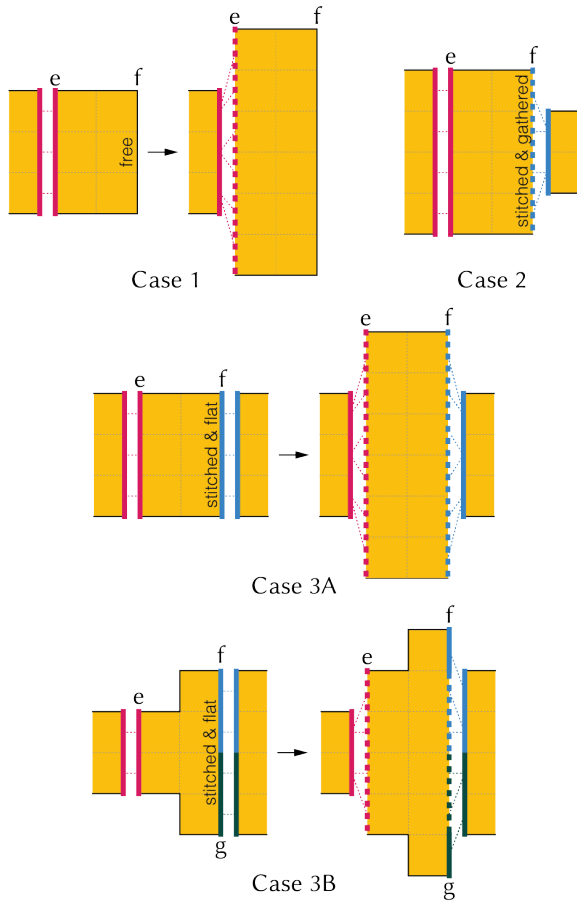 e f
free
e f
Case 1
e f
stitched & gathered
Case 2
e f
stitched & flat
e f
Case 3A
e f
stitched & flat
g
e f
g
Case 3B